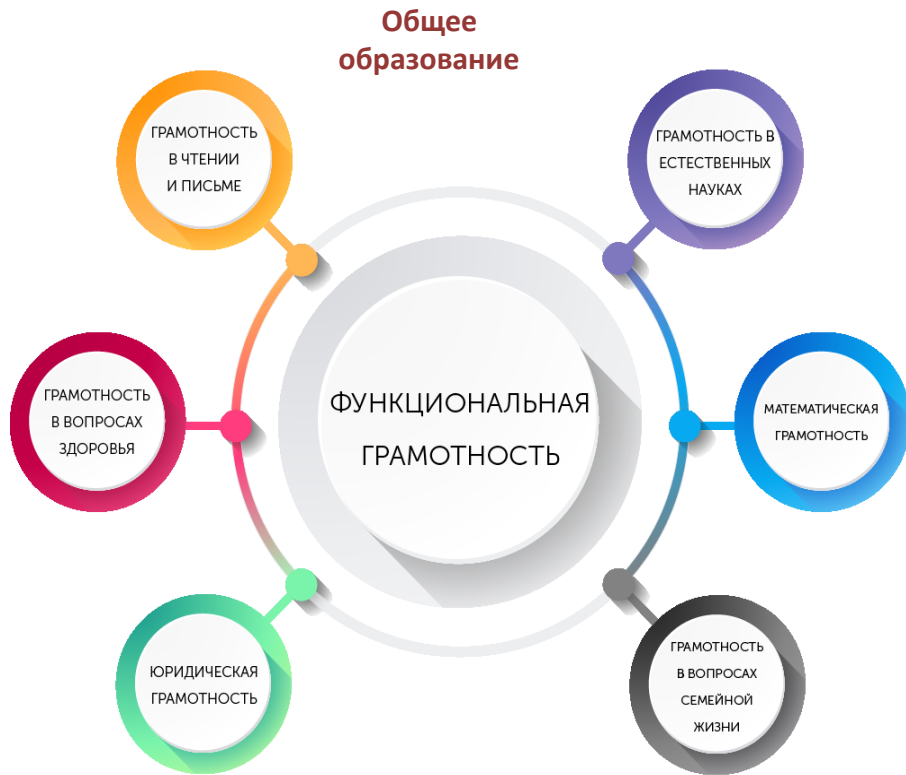 Общее
образование
ГРАМОТНОСТЬ
В ЧТЕНИИ
И ПИСЬМЕ
ГРАМОТНОСТЬ В
ЕСТЕСТВЕННЫХ
НАУКАХ
ГРАМОТНОСТЬ
В ВОПРОСАХ
ЗДОРОВЬЯ
ФУНКЦИОНАЛЬНАЯ
ГРАМОТНОСТЬ
МАТЕМАТИЧЕСКАЯ
ГРАМОТНОСТЬ
ЮРИДИЧЕСКАЯ
ГРАМОТНОСТЬ
ГРАМОТНОСТЬ
В ВОПРОСАХ
СЕМЕЙНОЙ
ЖИЗНИ